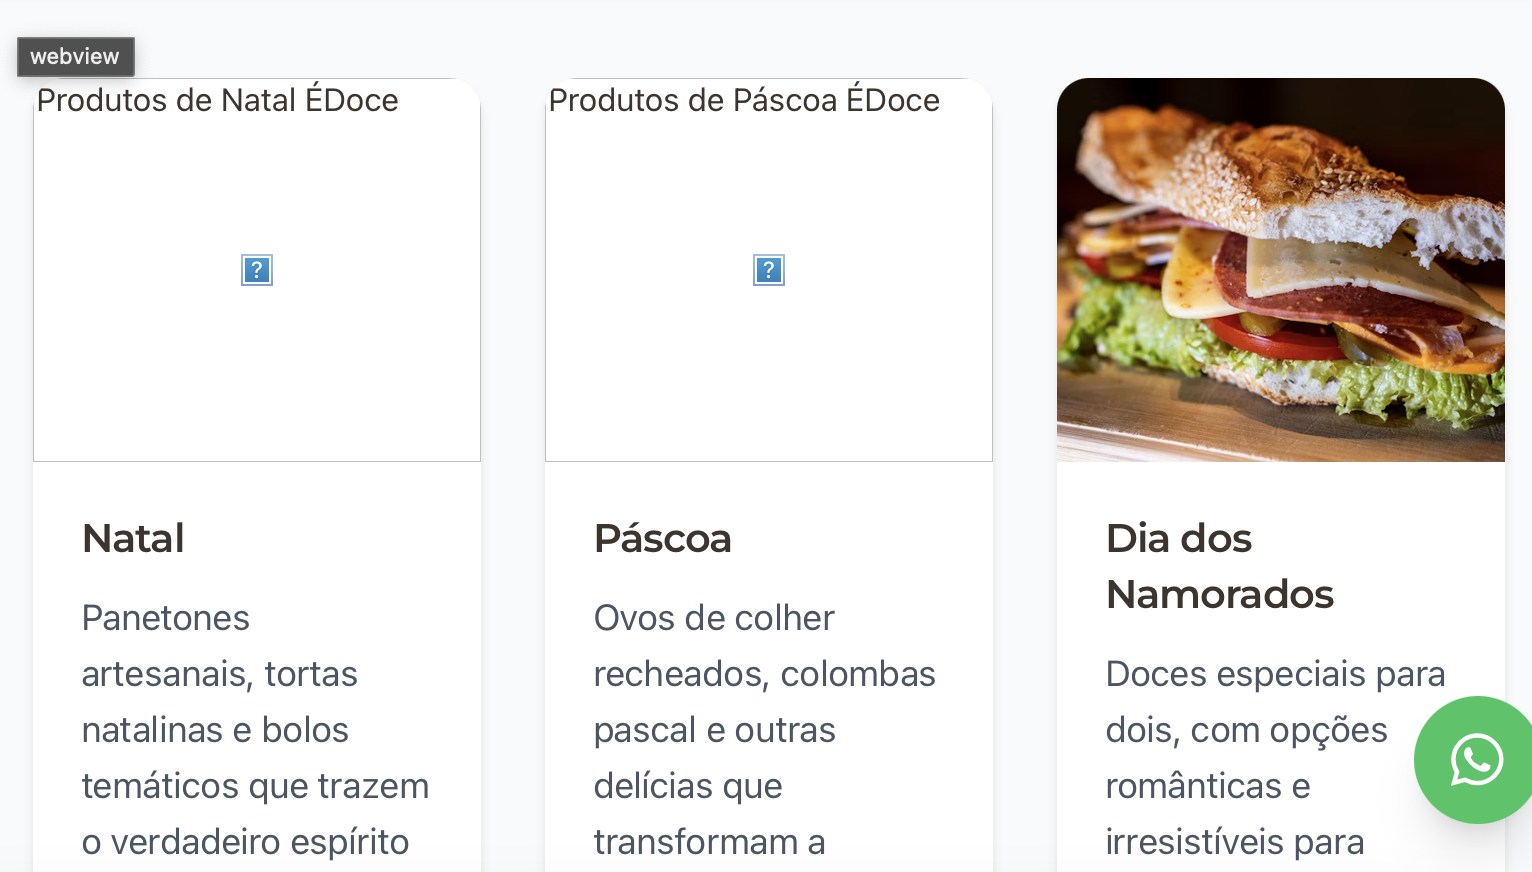 webview
Produtos de Natal ÉDoce
Produtos de Páscoa ÉDoce
Natal
Panetones
artesanais, tortas
natalinas e bolos
temáticos que trazem
o verdadeiro espírito
Páscoa
Ovos de colher
recheados, colombas
pascal e outras
delícias que
transformam a
Dia dos
Namorados
Doces especiais para
dois, com opções
românticas e
irresistíveis para